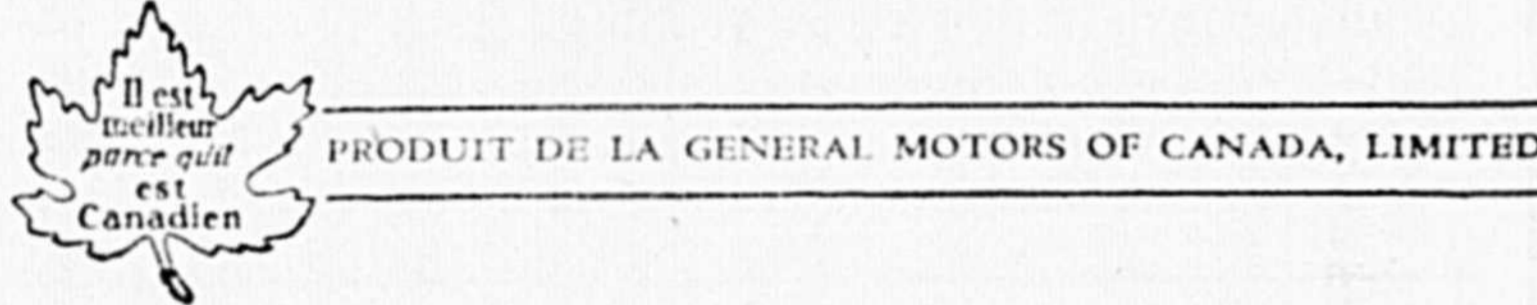 Il est
meilleur
parce qu'il
est
Canadien
PRODUIT DE LA GENERAL MOTORS OF CANADA, LIMITED